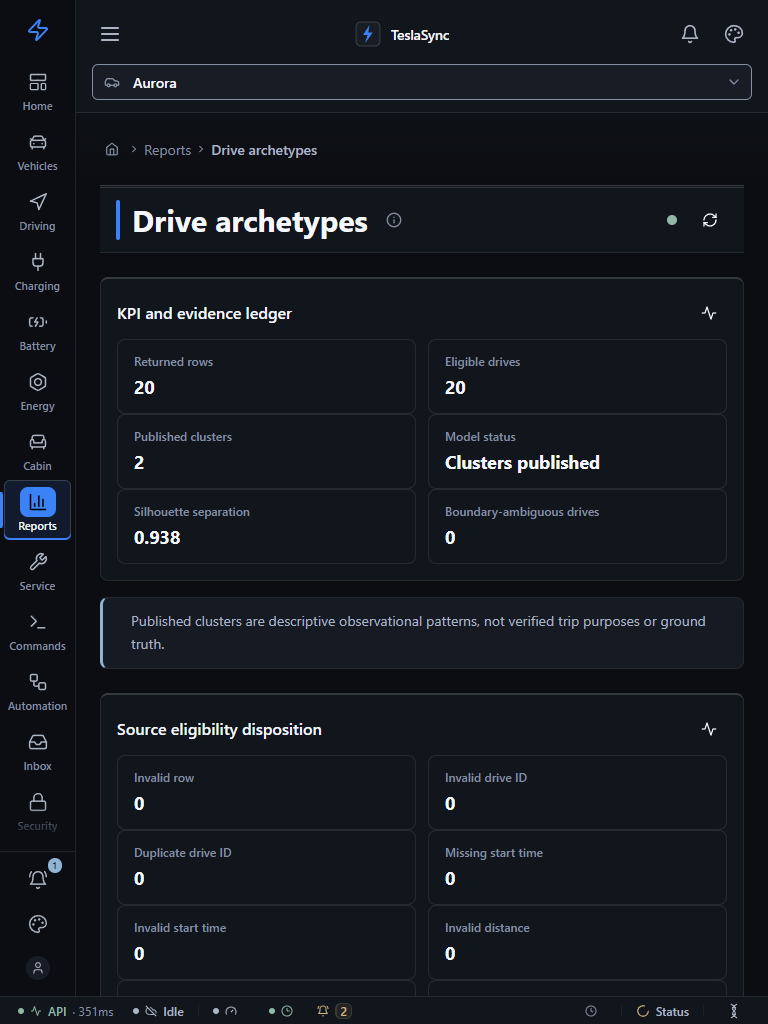 TeslaSync
Aurora
Home
Vehicles
Driving
Charging
Battery
Energy
Cabin
Reports
Service
Commands
Automation
Inbox
Security
1
Reports
Drive archetypes
Drive archetypes
KPI and evidence ledger
Returned rows
20
Eligible drives
20
Published clusters
2
Model status
Clusters published
Silhouette separation
0.938
Boundary-ambiguous drives
0
Published clusters are descriptive observational patterns, not verified trip purposes or ground
truth.
Source eligibility disposition
Invalid row
0
Invalid drive ID
0
Duplicate drive ID
0
Missing start time
0
Invalid start time
0
Invalid distance
0
API · 351ms
Idle
2
Status